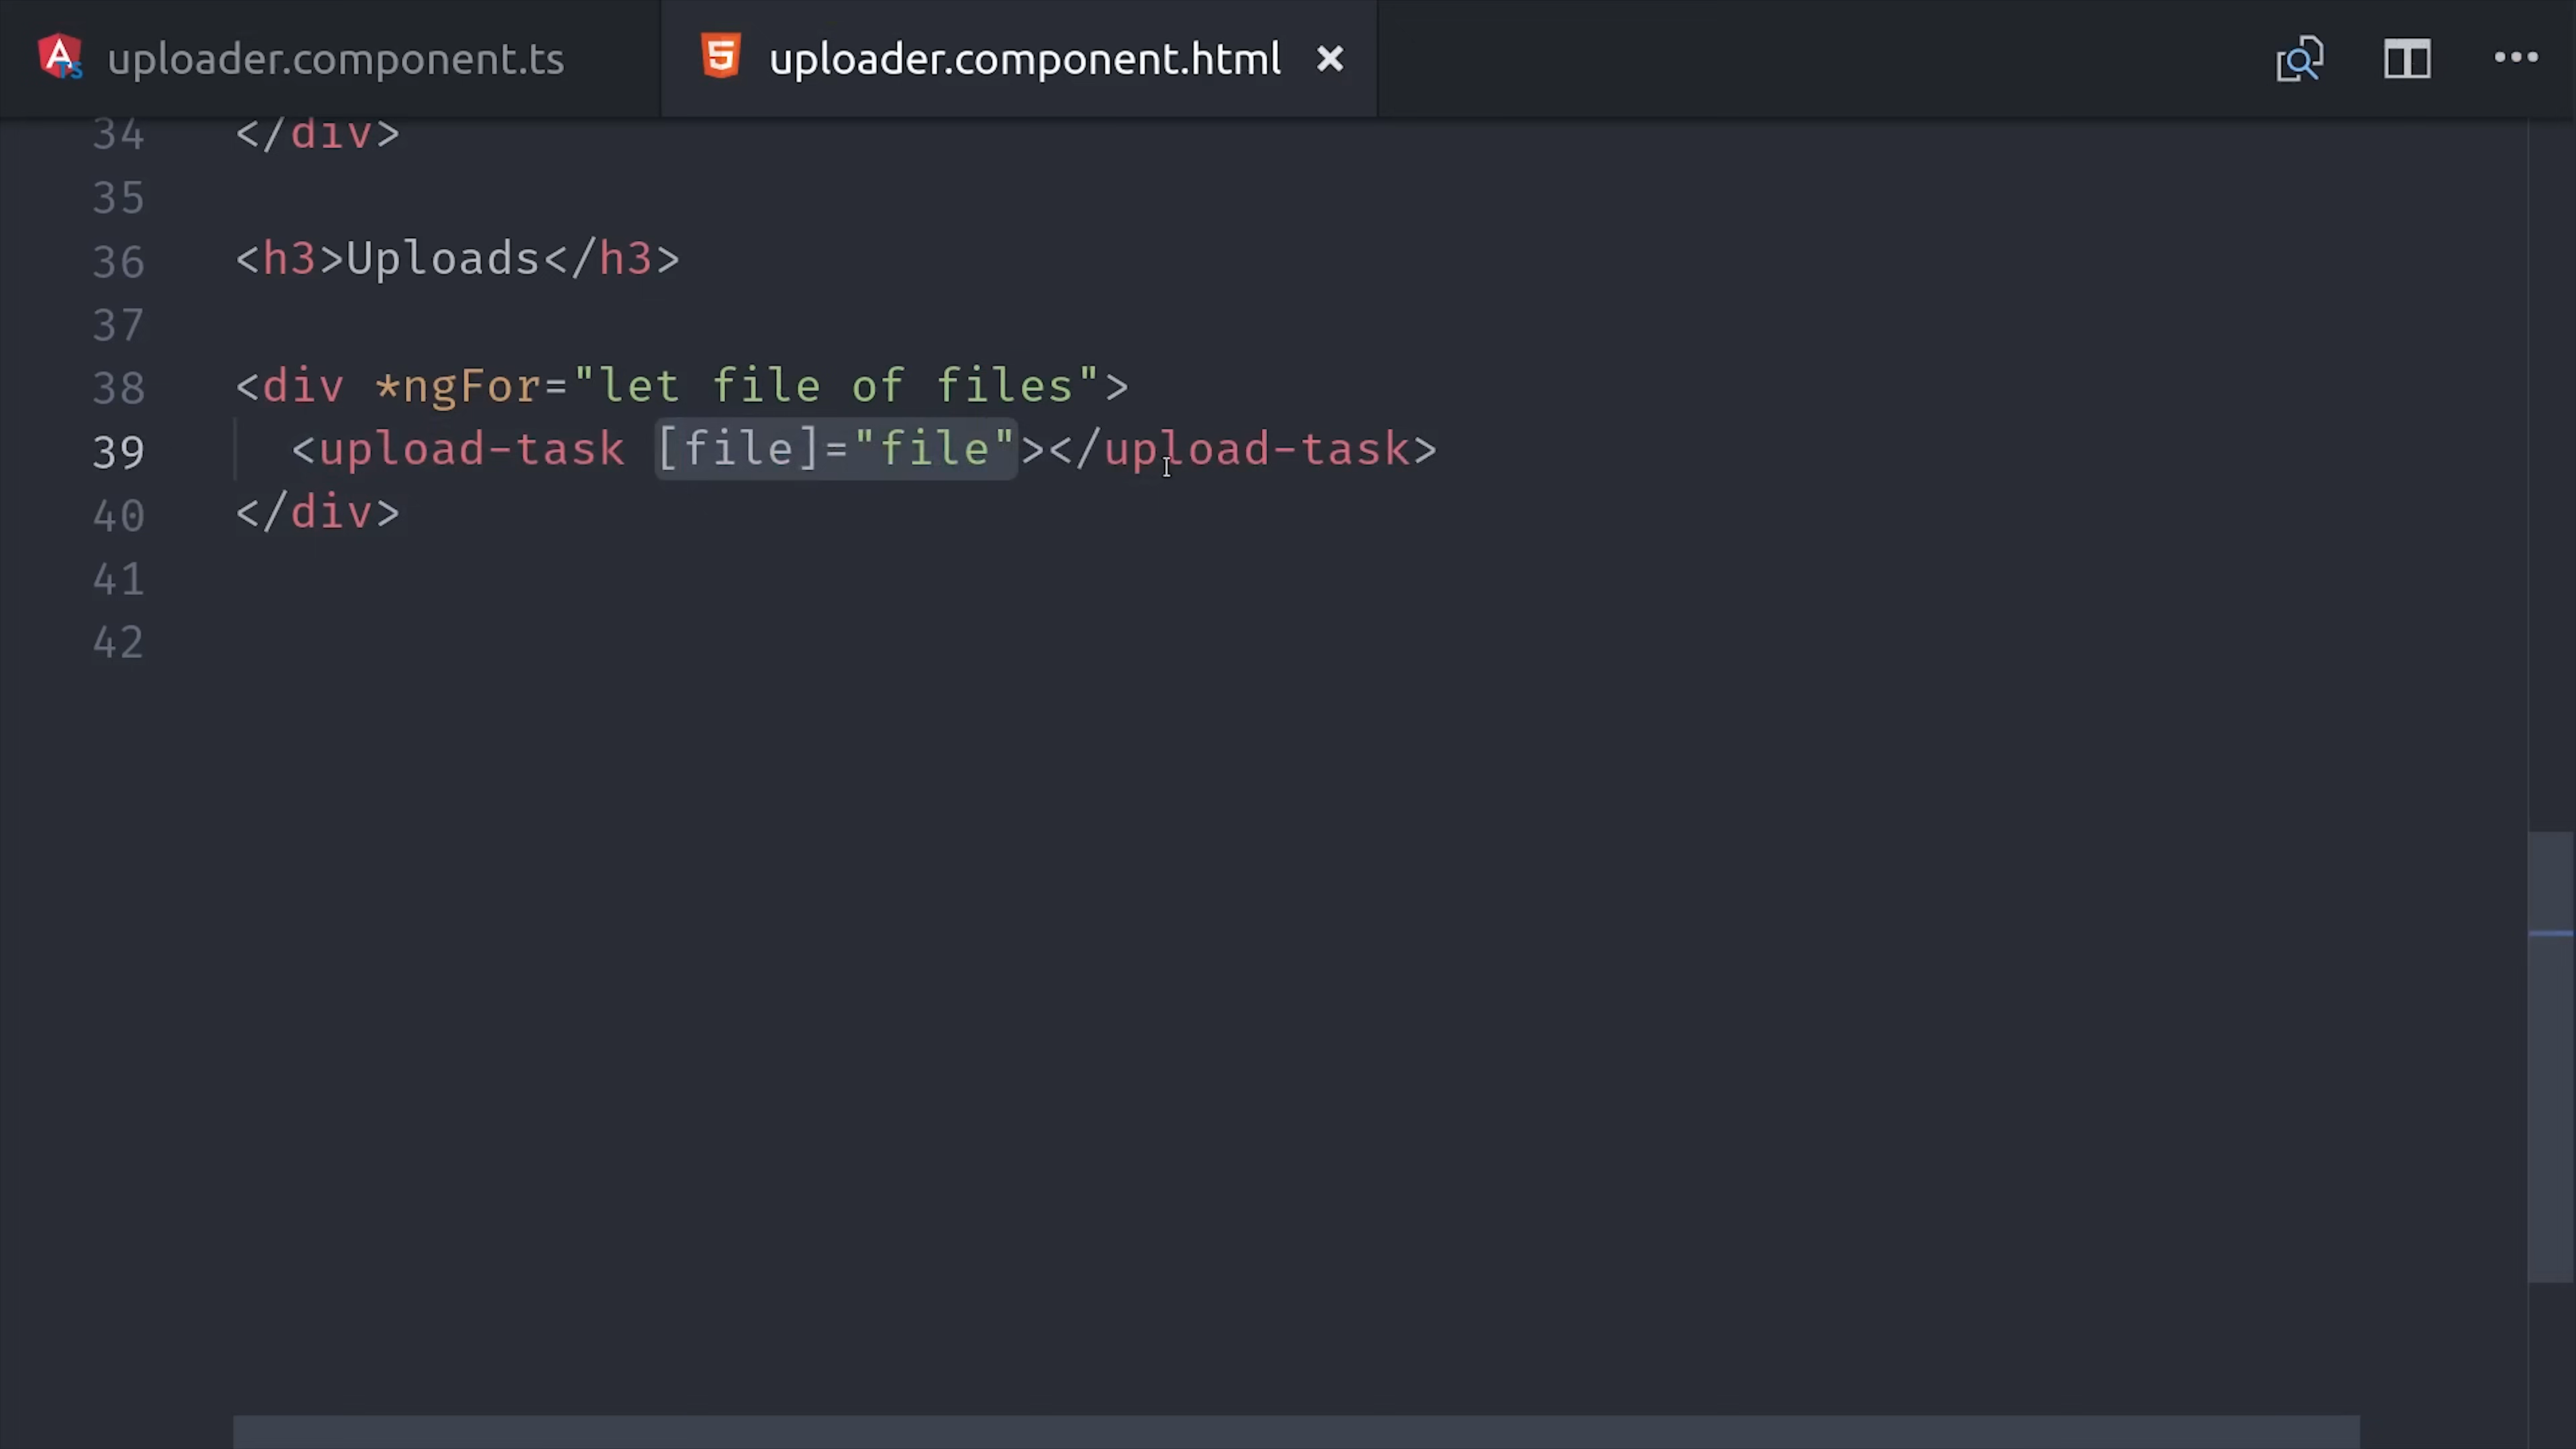 uploader.component.ts
uploader.component.html
34 </div>
35
36 <h3>Uploads</h3>
37
38 <div *ngFor="let file of files">
39 <upload-task [file]="file"></upload-task>
40 </div>
41
42